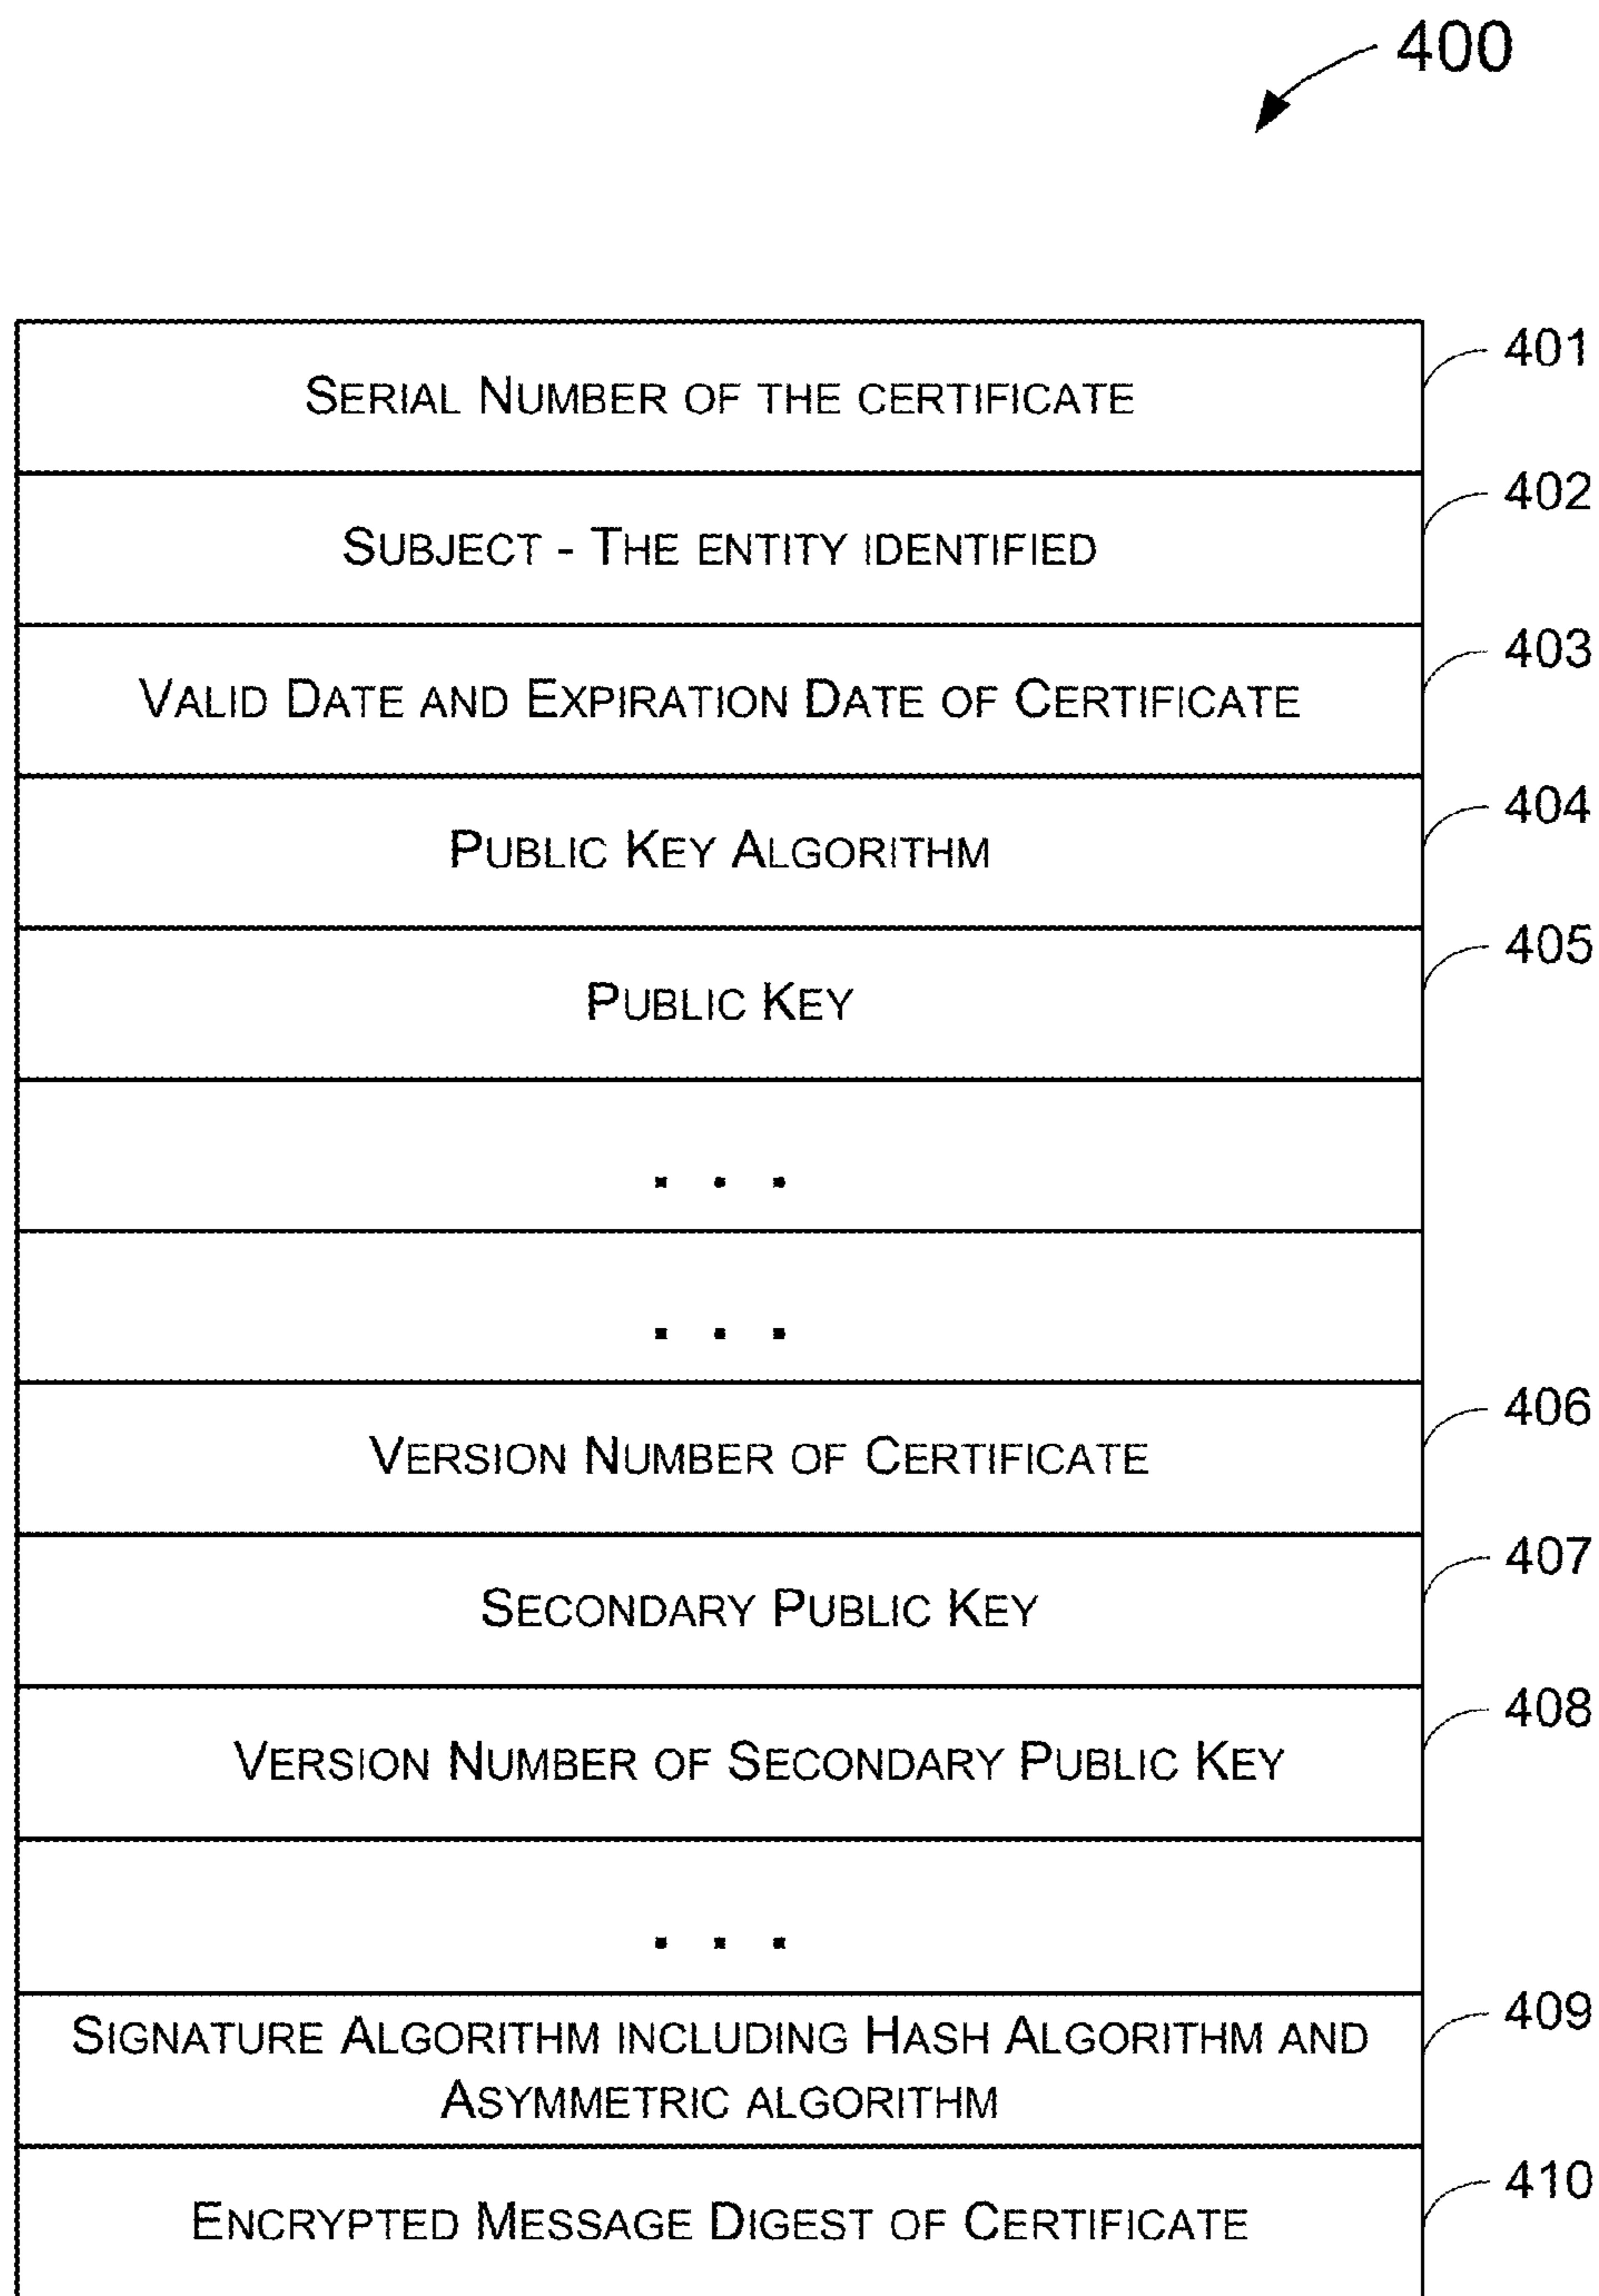 400
SERIAL NUMBER OF THE CERTIFICATE
401
SUBJECT - THE ENTITY IDENTIFIED
402
VALID DATE AND EXPIRATION DATE OF CERTIFICATE
403
PUBLIC KEY ALGORITHM
404
PUBLIC KEY
405
. . .
. . .
VERSION NUMBER OF CERTIFICATE
406
SECONDARY PUBLIC KEY
407
VERSION NUMBER OF SECONDARY PUBLIC KEY
408
. . .
SIGNATURE ALGORITHM INCLUDING HASH ALGORITHM AND
ASYMMETRIC ALGORITHM
409
ENCRYPTED MESSAGE DIGEST OF CERTIFICATE
410